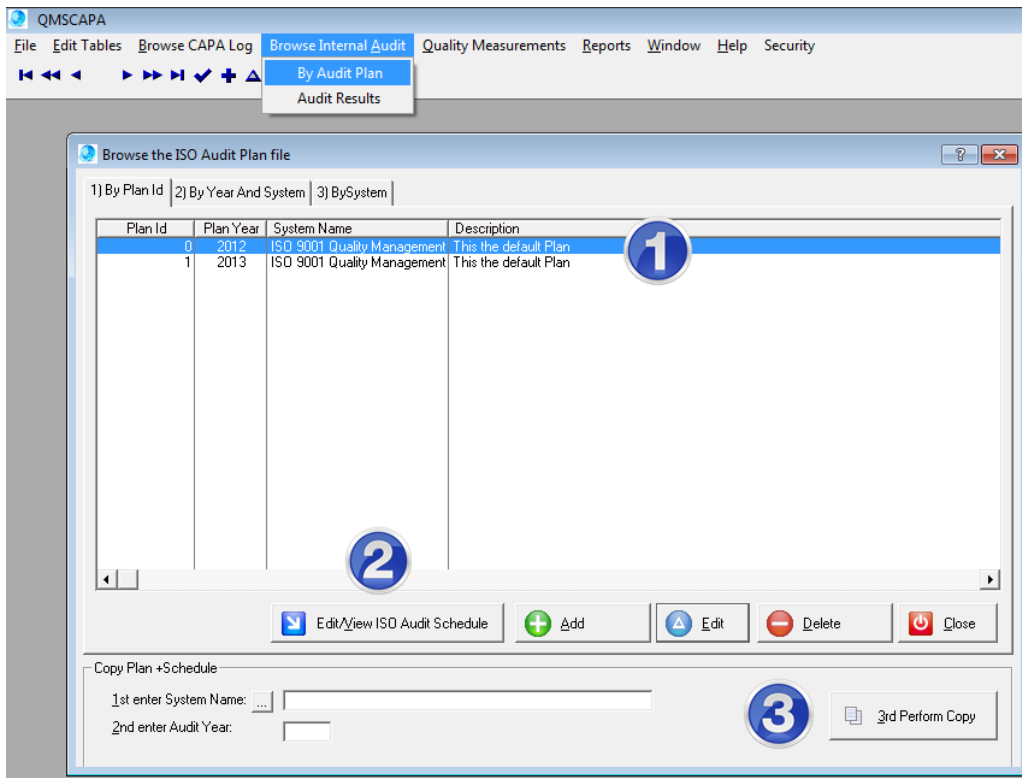 QMSCAPA
File Edit Tables Browse CAPA Log Browse Internal Audit Quality Measurements Reports Window Help Security
By Audit Plan
Audit Results
Browse the ISO Audit Plan file
1) By Plan Id 2) By Year And System 3) BySystem
Plan Id Plan Year System Name Description
0 2012 ISO 9001 Quality Management This the default Plan
1 2013 ISO 9001 Quality Management This the default Plan
1
2
Edit/View ISO Audit Schedule Add Edit Delete Close
Copy Plan +Schedule
1st enter System Name: ...
2nd enter Audit Year:
3
3rd Perform Copy